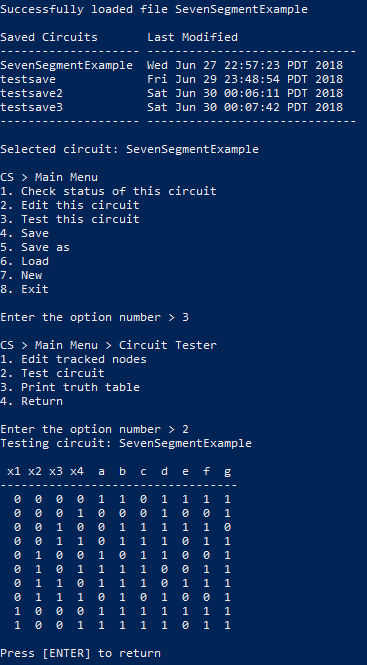 Successfully loaded file SevenSegmentExample
Saved Circuits       Last Modified
-------------------- ------------------------------
SevenSegmentExample  Wed Jun 27 22:57:23 PDT 2018
testsave             Fri Jun 29 23:48:54 PDT 2018
testsave2            Sat Jun 30 00:06:11 PDT 2018
testsave3            Sat Jun 30 00:07:42 PDT 2018
-------------------- ------------------------------
Selected circuit: SevenSegmentExample
CS > Main Menu
1. Check status of this circuit
2. Edit this circuit
3. Test this circuit
4. Save
5. Save as
6. Load
7. New
8. Exit
Enter the option number > 3
CS > Main Menu > Circuit Tester
1. Edit tracked nodes
2. Test circuit
3. Print truth table
4. Return
Enter the option number > 2
Testing circuit: SevenSegmentExample
x1 x2 x3 x4  a  b  c  d  e  f  g
----------------------------------
0  0  0  0  1  1  0  1  1  1  1
0  0  0  1  0  0  0  1  0  0  1
0  0  1  0  0  1  1  1  1  1  0
0  0  1  1  0  1  1  1  0  1  1
0  1  0  0  1  0  1  1  0  0  1
0  1  0  1  1  1  1  0  0  1  1
0  1  1  0  1  1  1  0  1  1  1
0  1  1  1  0  1  0  1  0  0  1
1  0  0  0  1  1  1  1  1  1  1
1  0  0  1  1  1  1  1  0  1  1
Press [ENTER] to return